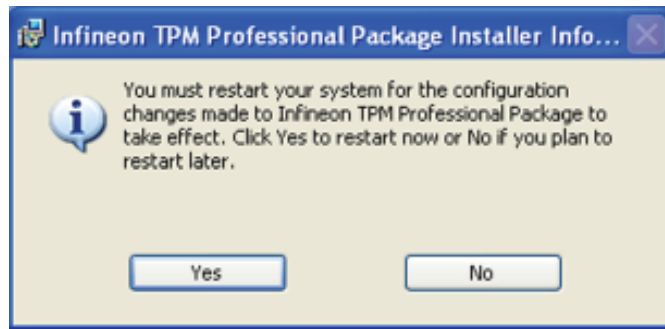 Infineon TPM Professional Package Installer Info...
You must restart your system for the configuration
changes made to Infineon TPM Professional Package to
take effect. Click Yes to restart now or No if you plan to
restart later.
Yes
No